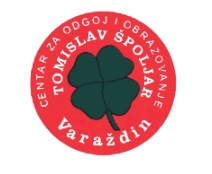 CENTAR ZA ODGOJ I OBRAZOVANJE
TOMISLAV ŠPOLJAR
Varaždin